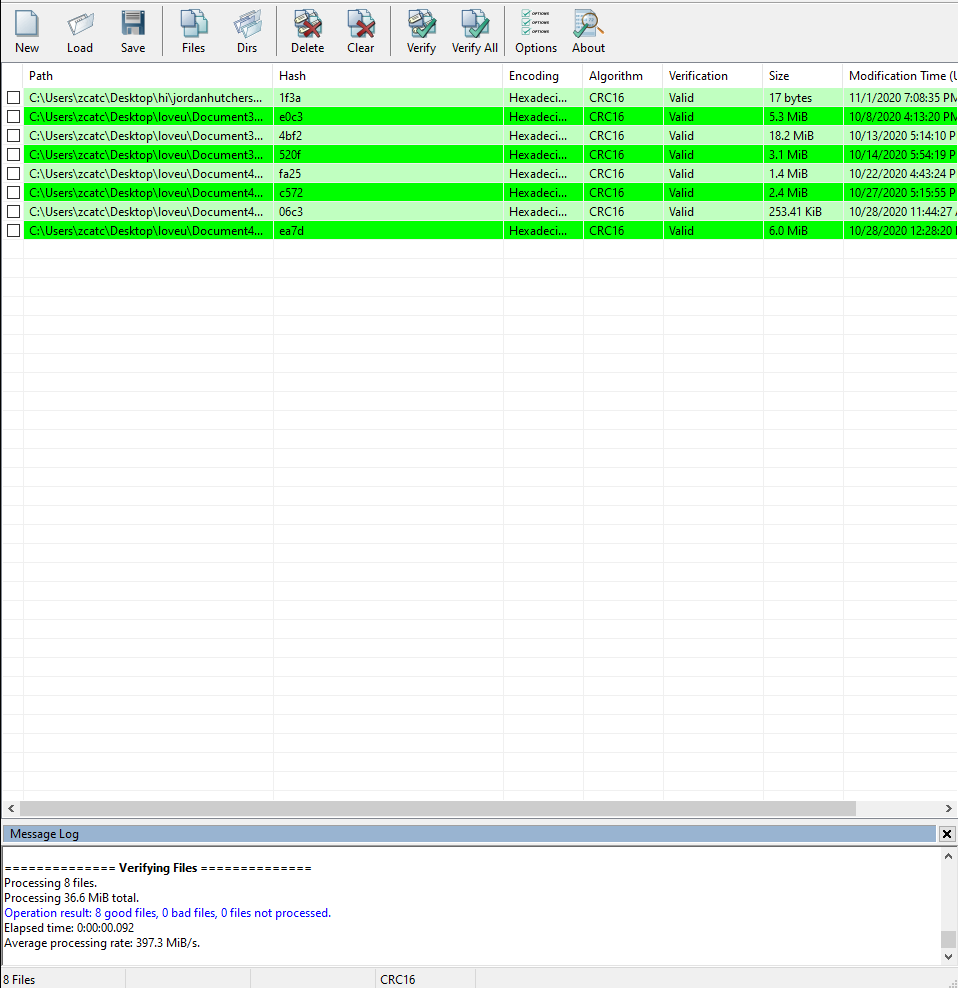 New Load Save Files Dirs Delete Clear Verify Verify All Options About
OPTIONS
OPTIONS
OPTIONS
Path Hash Encoding Algorithm Verification Size Modification Time (U
C:\Users\zcatc\Desktop\hi\jordanhutchers... 1f3a Hexadeci... CRC16 Valid 17 bytes 11/1/2020 7:08:35 PM
C:\Users\zcatc\Desktop\loveu\Document3... e0c3 Hexadeci... CRC16 Valid 5.3 MiB 10/8/2020 4:13:20 PM
C:\Users\zcatc\Desktop\loveu\Document3... 4bf2 Hexadeci... CRC16 Valid 18.2 MiB 10/13/2020 5:14:10 P
C:\Users\zcatc\Desktop\loveu\Document3... 520f Hexadeci... CRC16 Valid 3.1 MiB 10/14/2020 5:54:19 P
C:\Users\zcatc\Desktop\loveu\Document4... fa25 Hexadeci... CRC16 Valid 1.4 MiB 10/22/2020 4:43:24 P
C:\Users\zcatc\Desktop\loveu\Document4... c572 Hexadeci... CRC16 Valid 2.4 MiB 10/27/2020 5:15:55 P
C:\Users\zcatc\Desktop\loveu\Document4... 06c3 Hexadeci... CRC16 Valid 253.41 KiB 10/28/2020 11:44:27 A
C:\Users\zcatc\Desktop\loveu\Document4... ea7d Hexadeci... CRC16 Valid 6.0 MiB 10/28/2020 12:28:20
Message Log
============== Verifying Files ==============
Processing 8 files.
Processing 36.6 MiB total.
Operation result: 8 good files, 0 bad files, 0 files not processed.
Elapsed time: 0:00:00.092
Average processing rate: 397.3 MiB/s.
8 Files CRC16